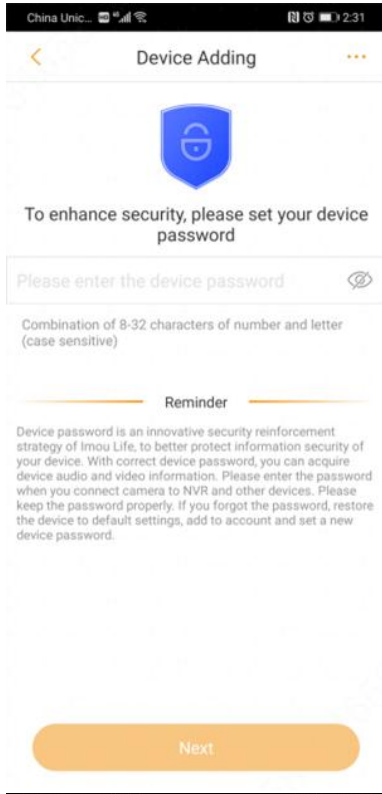 China Unic... HD 2:31
Device Adding
To enhance security, please set your device
password
Please enter the device password
Combination of 8-32 characters of number and letter
(case sensitive)
Reminder
Device password is an innovative security reinforcement
strategy of Imou Life, to better protect information security of
your device. With correct device password, you can acquire
device audio and video information. Please enter the password
when you connect camera to NVR and other devices. Please
keep the password properly. If you forgot the password, restore
the device to default settings, add to account and set a new
device password.
Next